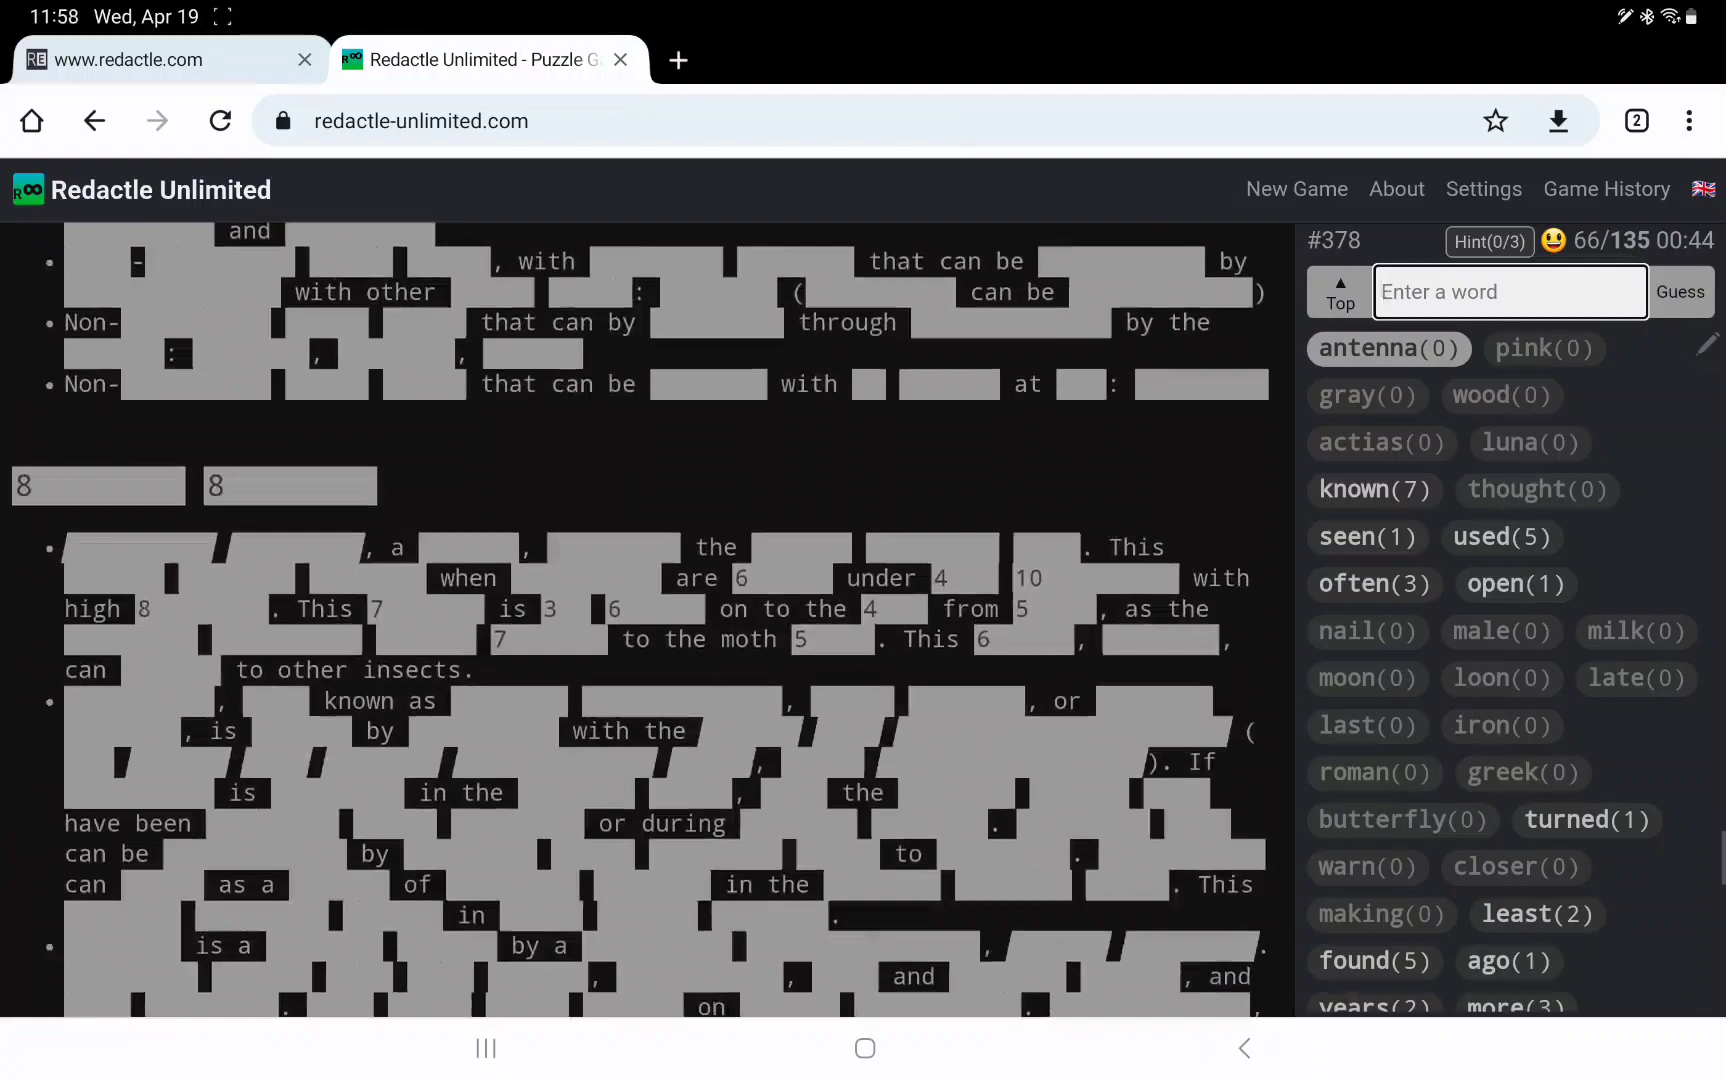 11:58 Wed, Apr 19
www.redactle.com
Redactle Unlimited - Puzzle G
redactle-unlimited.com
2
R∞ Redactle Unlimited
New Game About Settings Game History
and
- , with that can be by
with other : ( can be )
Non- that can by through by the
: , ,
Non- that can be with at :
8 8
, a , the . This
when are 6 under 4 10 with
high 8 . This 7 is 3 6 on to the 4 from 5 , as the
7 to the moth 5 . This 6 , ,
can to other insects.
, known as , , or
, is by with the (
, ). If
is in the , the
have been or during .
can be by to .
can as a of in the . This
in .
is a by a , .
, , and , and
. on . ,
#378 Hint(0/3) 66/135 00:44
▲
Top
Enter a word
Guess
antenna(0) pink(0)
gray(0) wood(0)
actias(0) luna(0)
known(7) thought(0)
seen(1) used(5)
often(3) open(1)
nail(0) male(0) milk(0)
moon(0) loon(0) late(0)
last(0) iron(0)
roman(0) greek(0)
butterfly(0) turned(1)
warn(0) closer(0)
making(0) least(2)
found(5) ago(1)
years(2) more(3)